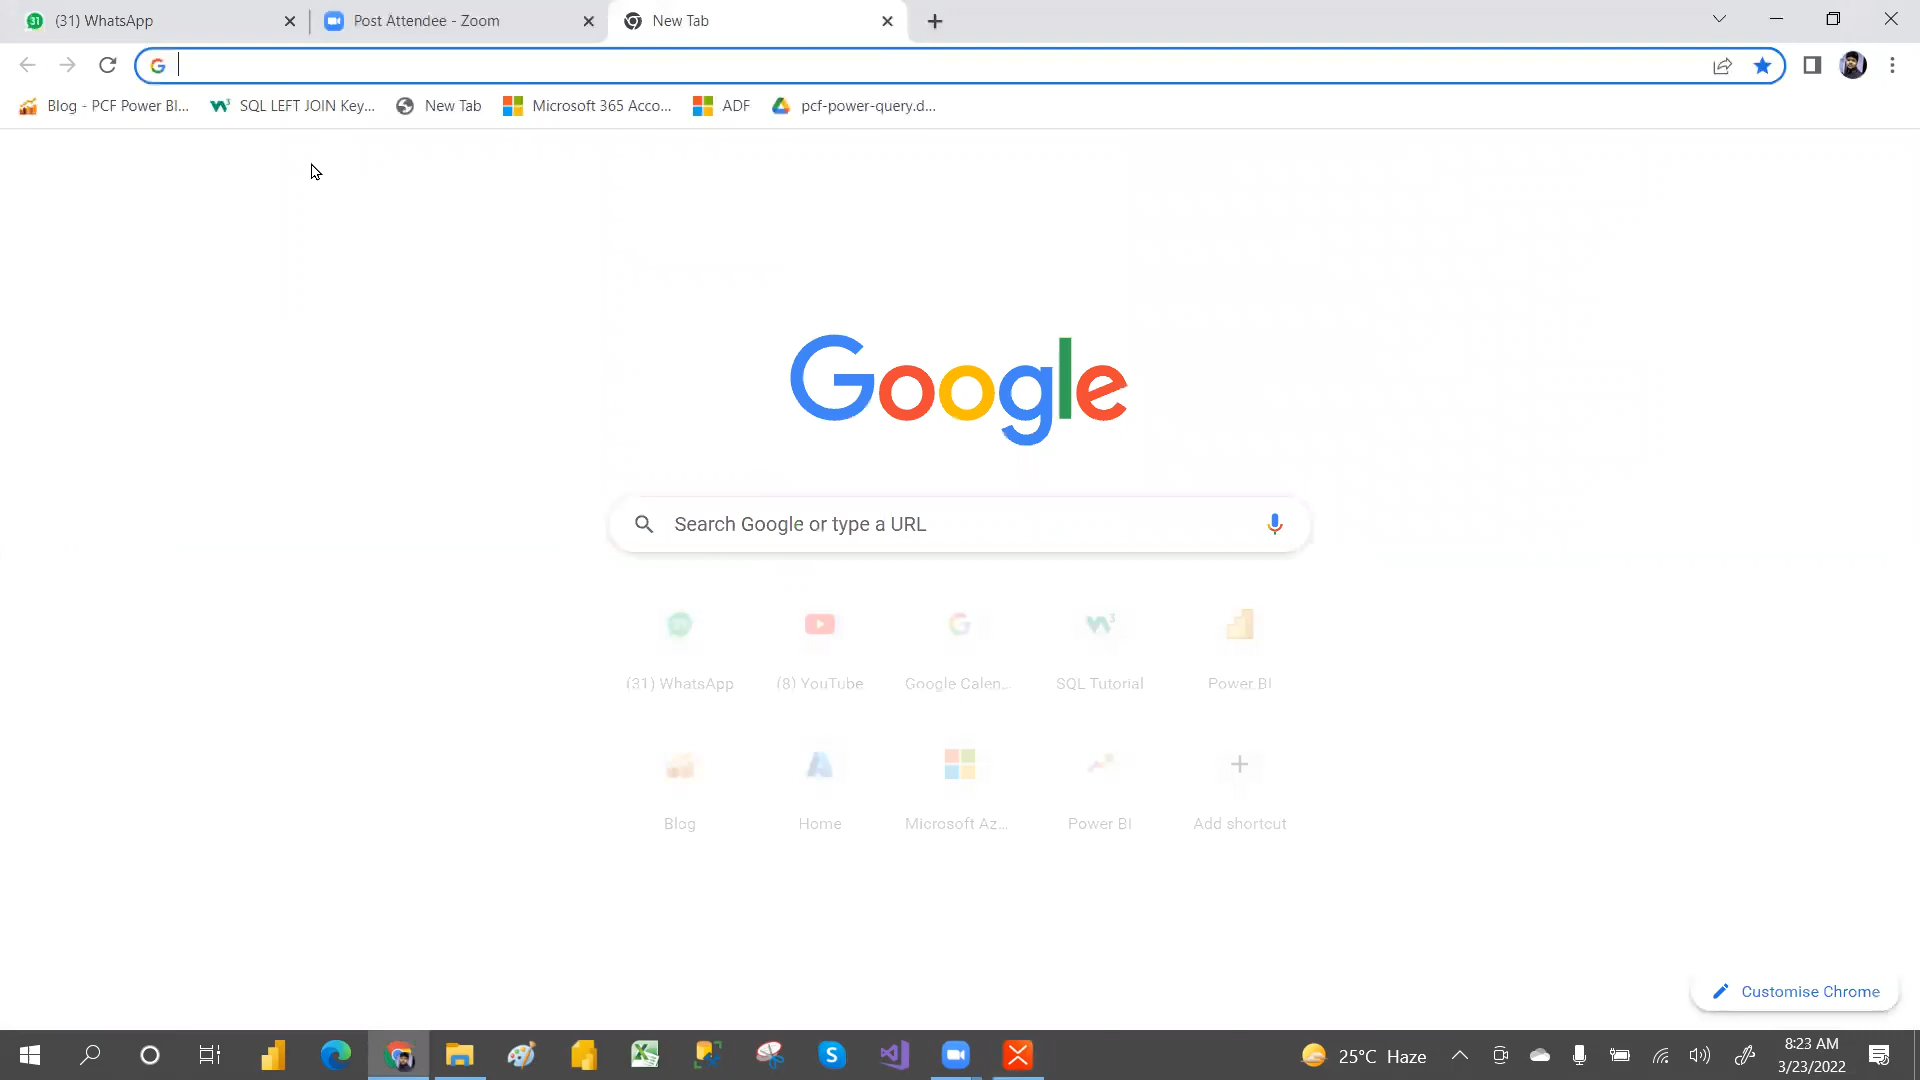 31 (31) WhatsApp
Post Attendee - Zoom
New Tab
Blog - PCF Power BI...
SQL LEFT JOIN Key...
New Tab
Microsoft 365 Acco...
ADF
pcf-power-query.d...
Google
Search Google or type a URL
(31) WhatsApp
(8) YouTube
Google Calen...
SQL Tutorial
Power BI
Blog
Home
Microsoft Az...
Power BI
Add shortcut
Customise Chrome
25°C Haze
8:23 AM
3/23/2022